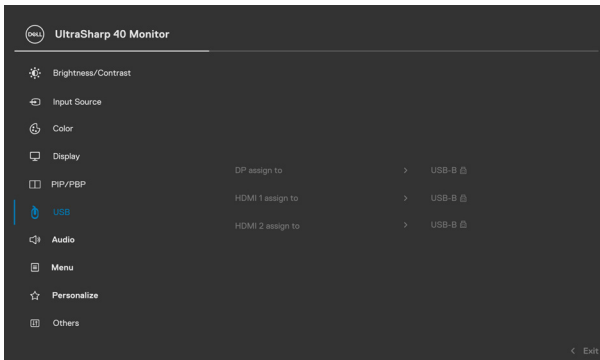 DELL
UltraSharp 40 Monitor
Brightness/Contrast
Input Source
Color
Display
PIP/PBP
USB
Audio
Menu
Personalize
Others
DP assign to > USB-B
HDMI 1 assign to > USB-B
HDMI 2 assign to > USB-B
< Exit